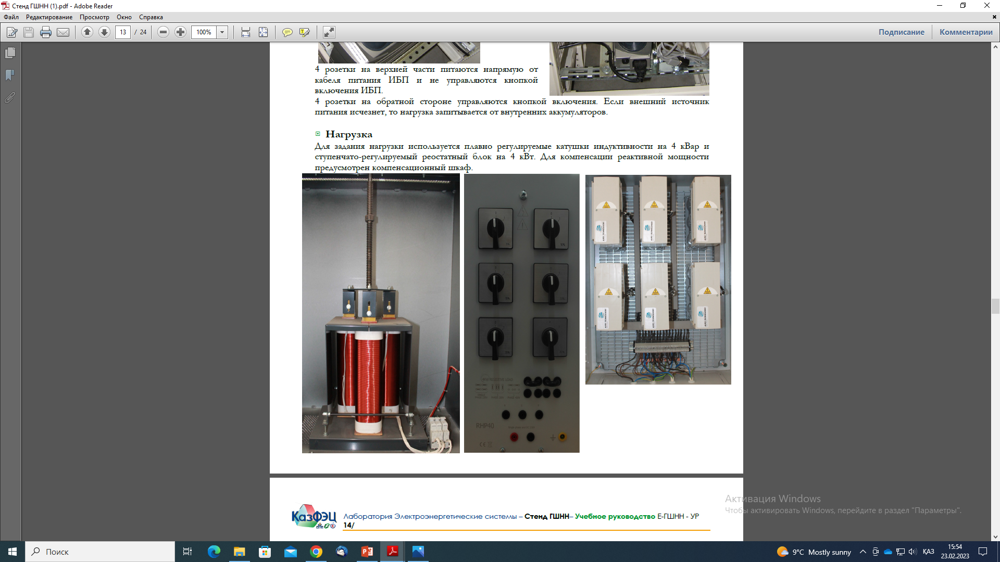 Стенд ГШНН (1).pdf - Adobe Reader
Файл Редактирование Просмотр Окно Справка
13 / 24 100% Подписание Комментарии
4 розетки на верхней части питаются напрямую от
кабеля питания ИБП и не управляются кнопкой
включения ИБП.
4 розетки на обратной стороне управляются кнопкой включения. Если внешний источник
питания исчезнет, то нагрузка запитывается от внутренних аккумуляторов.
Нагрузка
Для задания нагрузки используется плавно регулируемые катушки индуктивности на 4 кВар и
ступенчато-регулируемый реостатный блок на 4 кВт. Для компенсации реактивной мощности
предусмотрен компенсационный шкаф.
RHP40
CE
Активация Windows
Чтобы активировать Windows, перейдите в раздел "Параметры".
КазФЭЦ
Лаборатория Электроэнергетические системы – Стенд ГШНН– Учебное руководство Е-ГШНН - УР
14/
Поиск
9°C Mostly sunny
ҚАЗ
15:54
23.02.2023